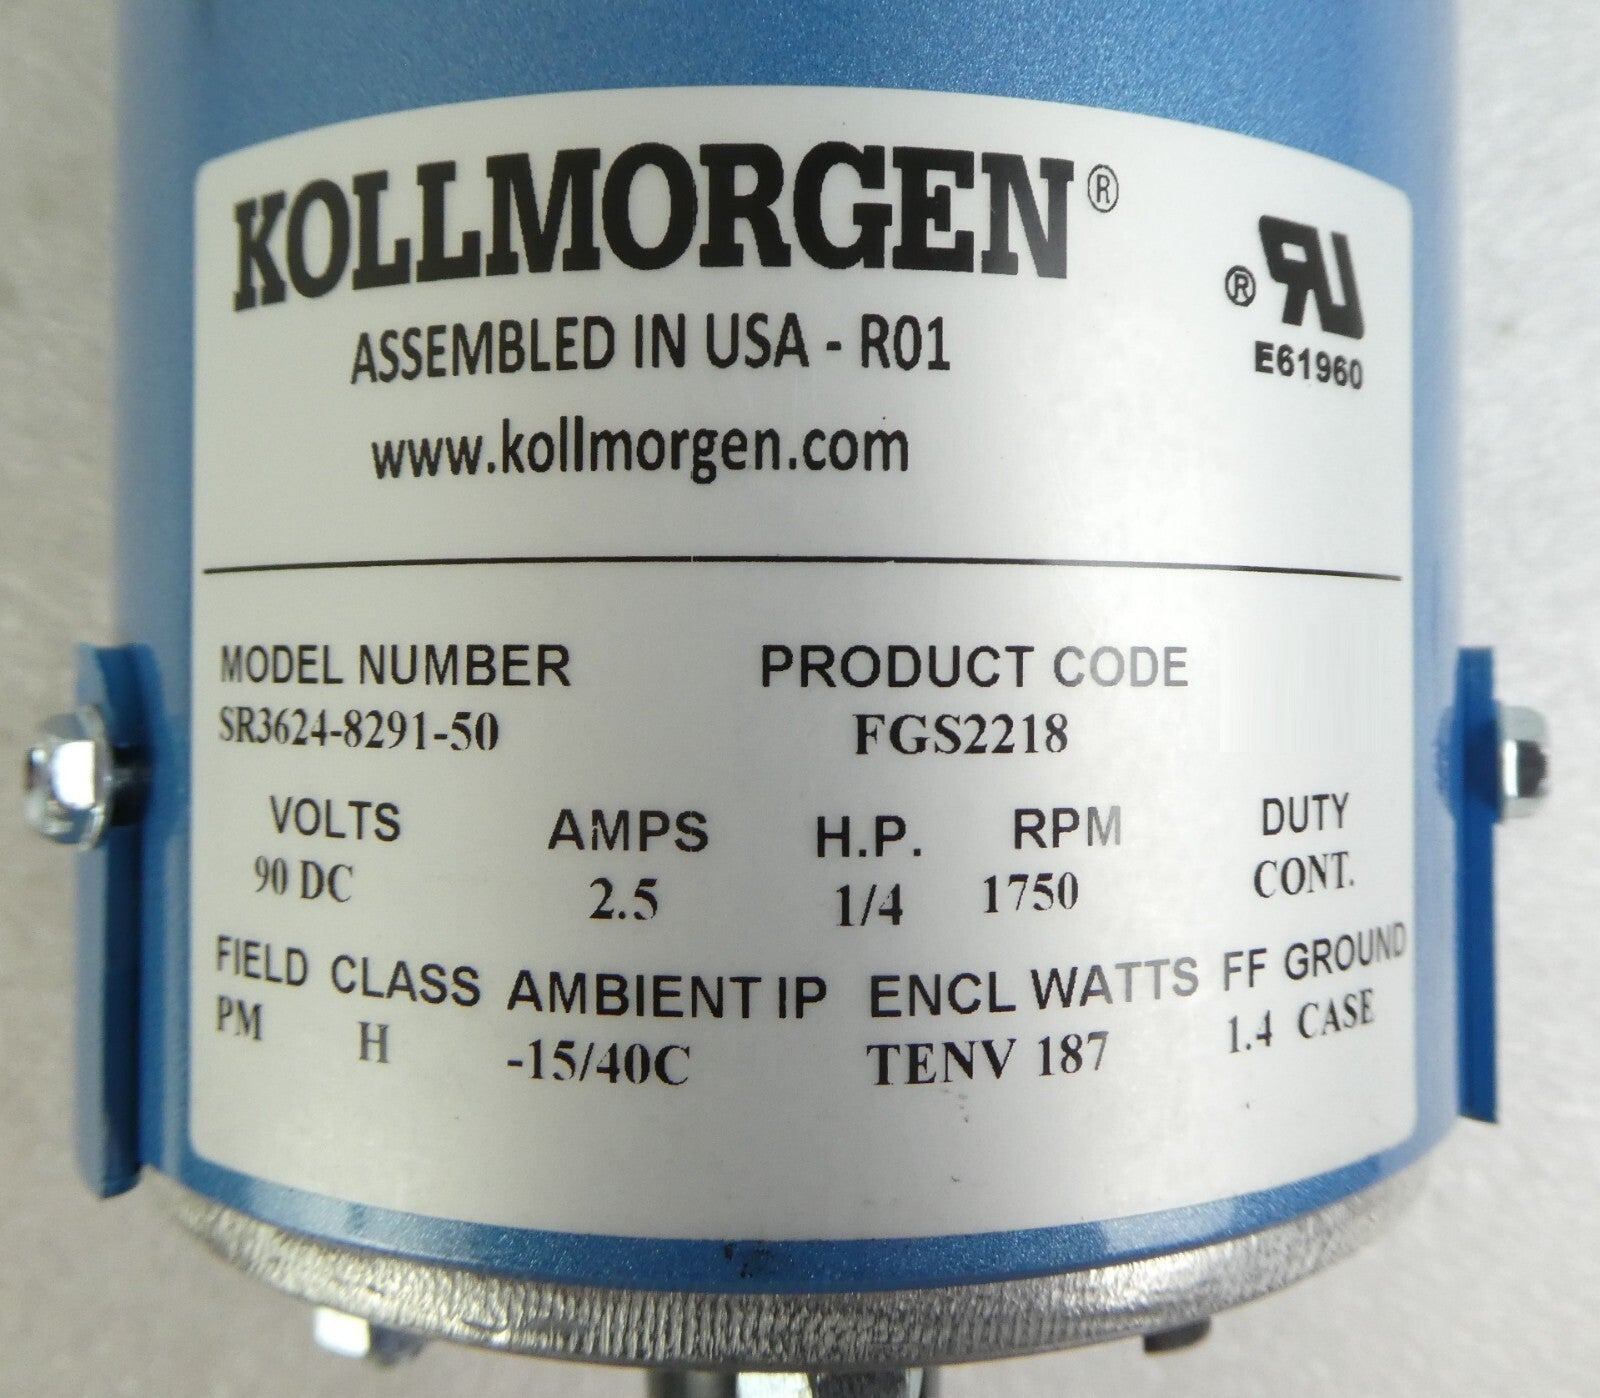 KOLLMORGEN®
ASSEMBLED IN USA - R01
www.kollmorgen.com
® RU
E61960
MODEL NUMBER PRODUCT CODE
SR3624-8291-50 FGS2218
VOLTS AMPS H.P. RPM DUTY
90 DC 2.5 1/4 1750 CONT.
FIELD CLASS AMBIENT IP ENCL WATTS FF GROUND
PM H -15/40C TENV 187 1.4 CASE